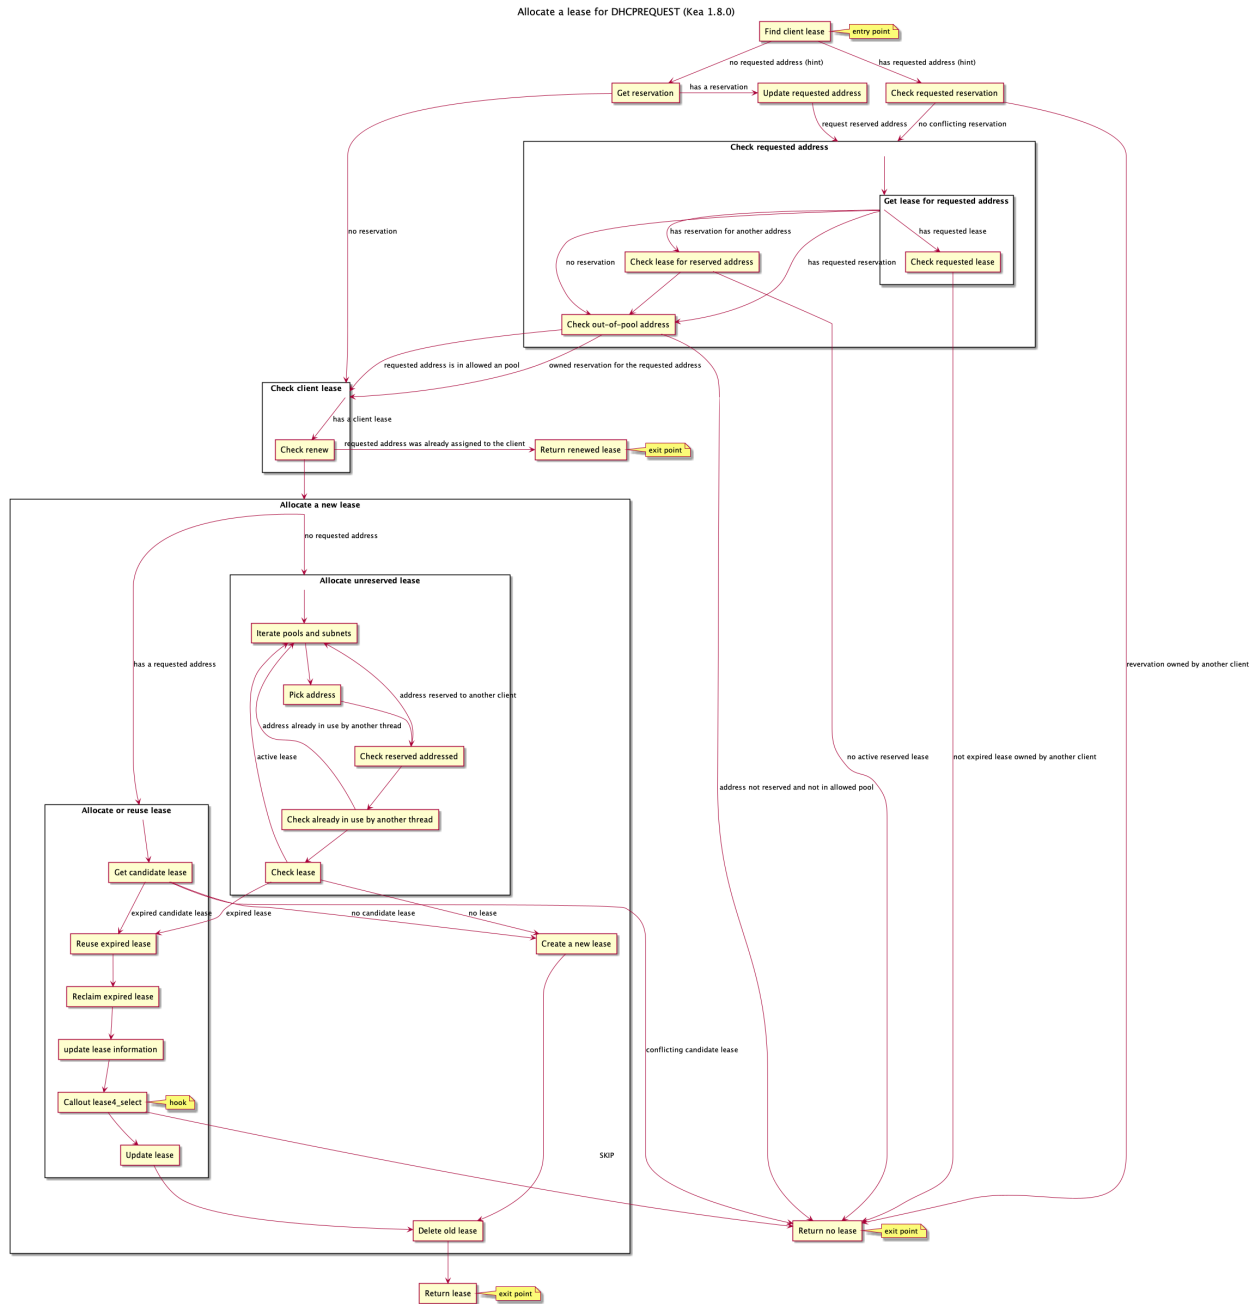 Allocate a lease for DHCPREQUEST (Kea 1.8.0)
Find client lease
entry point
no requested address (hint)
has requested address (hint)
Get reservation
has a reservation
Update requested address
Check requested reservation
request reserved address
no conflicting reservation
Check requested address
Get lease for requested address
no reservation
has reservation for another address
has requested lease
Check lease for reserved address
no reservation
has requested reservation
Check requested lease
Check out-of-pool address
requested address is in allowed an pool
owned reservation for the requested address
Check client lease
has a client lease
requested address was already assigned to the client
Check renew
Return renewed lease
exit point
Allocate a new lease
no requested address
Allocate unreserved lease
Iterate pools and subnets
has a requested address
revervation owned by another client
Pick address
address reserved to another client
address already in use by another thread
Check reserved addressed
active lease
no active reserved lease
not expired lease owned by another client
address not reserved and not in allowed pool
Allocate or reuse lease
Check already in use by another thread
Get candidate lease
Check lease
expired candidate lease
expired lease
no candidate lease
no lease
Reuse expired lease
Create a new lease
Reclaim expired lease
update lease information
conflicting candidate lease
Callout lease4_select
hook
Update lease
SKIP
Delete old lease
Return no lease
exit point
Return lease
exit point